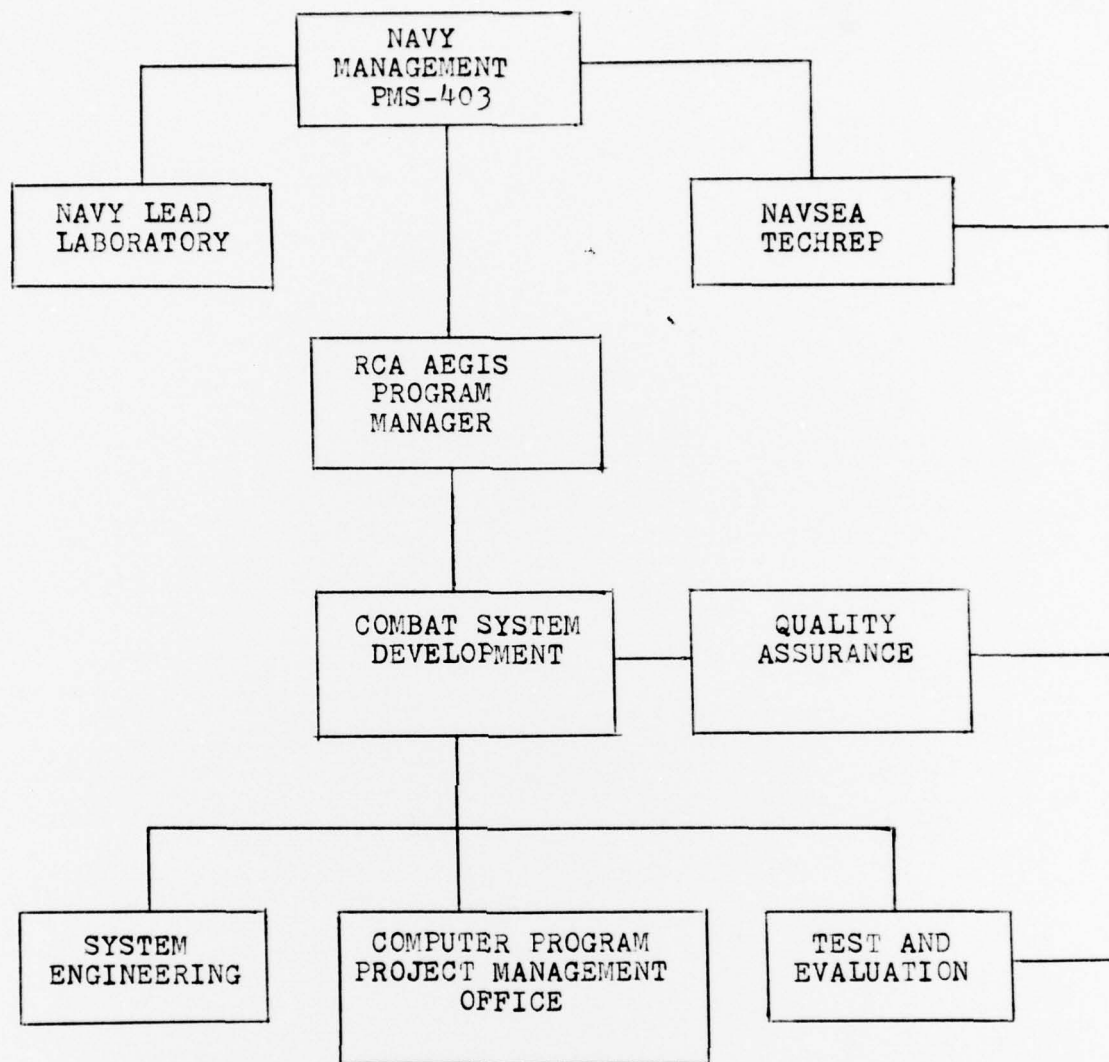 NAVY
MANAGEMENT
PMS-403
NAVY LEAD
LABORATORY
NAVSEA
TECHREP
RCA AEGIS
PROGRAM
MANAGER
COMBAT SYSTEM
DEVELOPMENT
QUALITY
ASSURANCE
SYSTEM
ENGINEERING
COMPUTER PROGRAM
PROJECT MANAGEMENT
OFFICE
TEST AND
EVALUATION